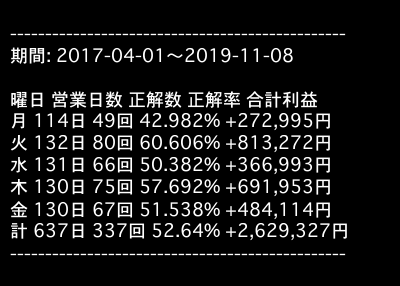 ------------------------------------------------
期間: 2017-04-01〜2019-11-08
曜日 営業日数 正解数 正解率 合計利益
月 114日 49回 42.982% +272,995円
火 132日 80回 60.606% +813,272円
水 131日 66回 50.382% +366,993円
木 130日 75回 57.692% +691,953円
金 130日 67回 51.538% +484,114円
計 637日 337回 52.64% +2,629,327円
------------------------------------------------